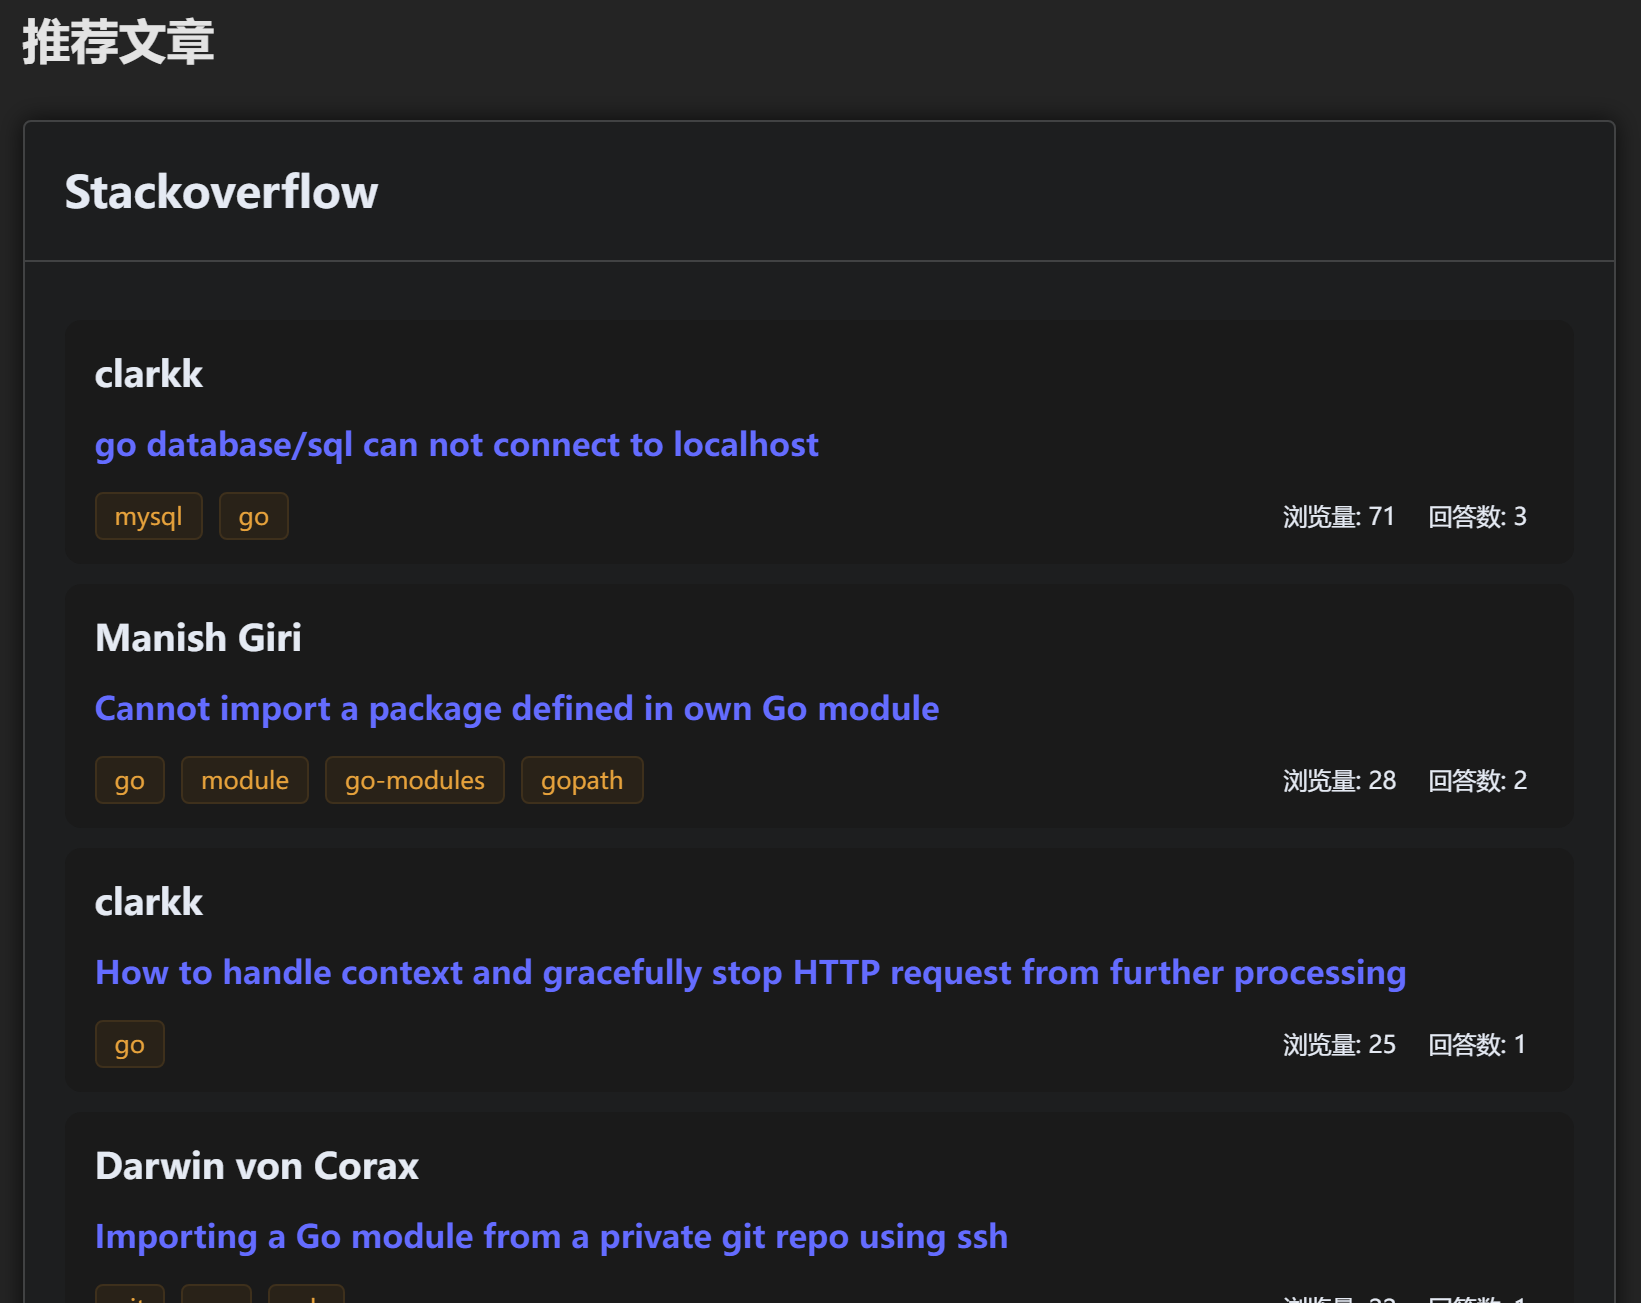 推荐文章
Stackoverflow
clarkk
go database/sql can not connect to localhost
mysql go 浏览量: 71 回答数: 3
Manish Giri
Cannot import a package defined in own Go module
go module go-modules gopath 浏览量: 28 回答数: 2
clarkk
How to handle context and gracefully stop HTTP request from further processing
go 浏览量: 25 回答数: 1
Darwin von Corax
Importing a Go module from a private git repo using ssh